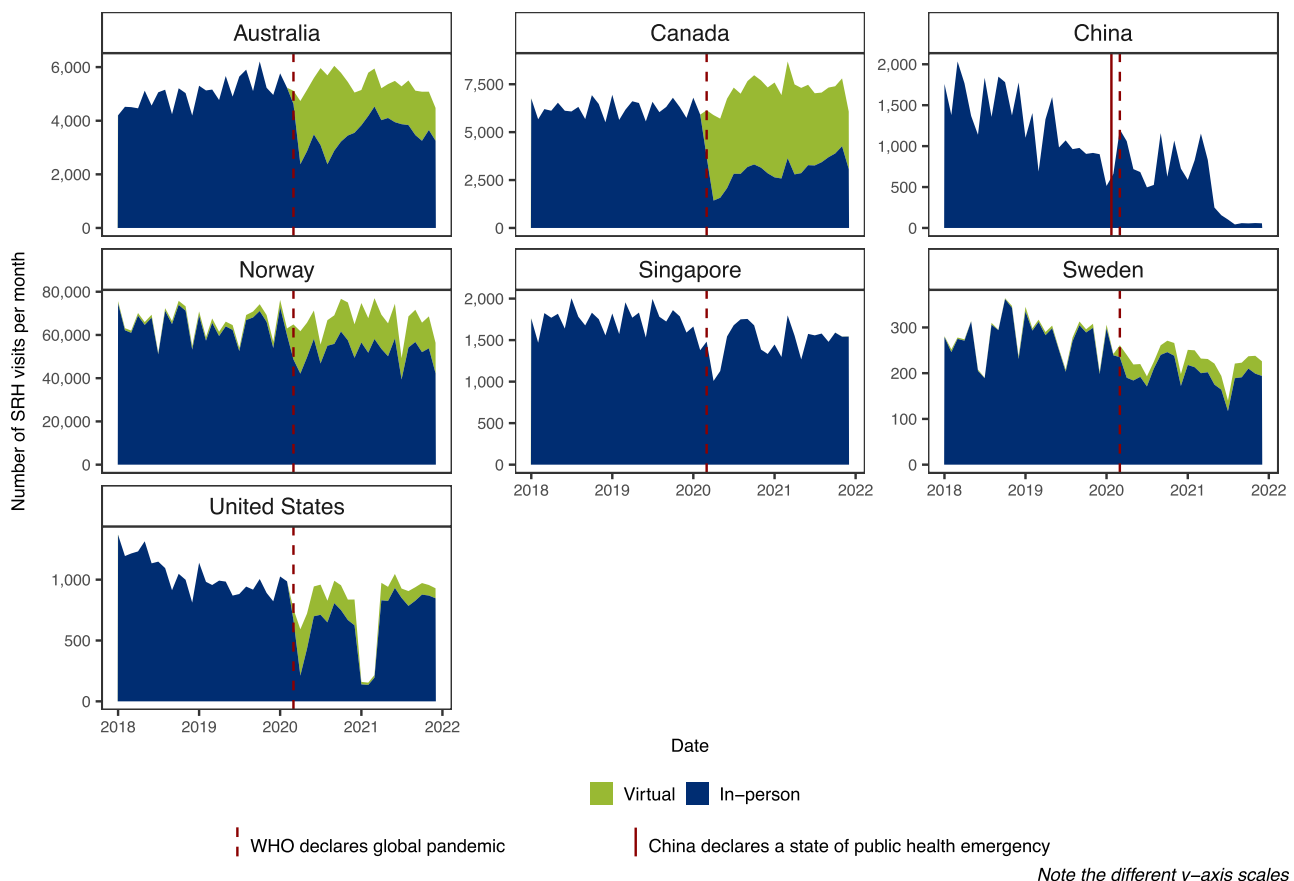 Australia
Canada
China
6,000
4,000
2,000
0
7,500
5,000
2,500
0
2,000
1,500
1,000
500
0
Number of SRH visits per month
Norway
Singapore
Sweden
80,000
60,000
40,000
20,000
0
2,000
1,500
1,000
500
0
300
200
100
0
2018 2019 2020 2021 2022
2018 2019 2020 2021 2022
United States
1,000
500
0
2018 2019 2020 2021 2022
Date
Virtual In−person
WHO declares global pandemic China declares a state of public health emergency
Note the different y−axis scales